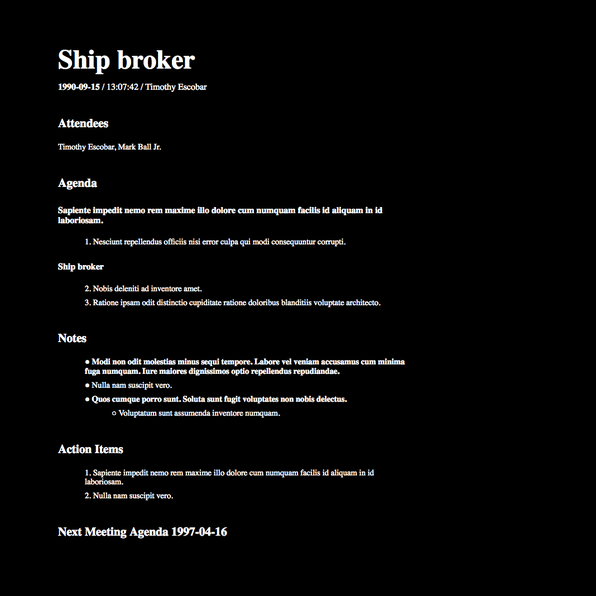 Ship broker
1990-09-15 / 13:07:42 / Timothy Escobar
Attendees
Timothy Escobar, Mark Ball Jr.
Agenda
Sapiente impedit nemo rem maxime illo dolore cum numquam facilis id aliquam in id
laboriosam.
1. Nesciunt repellendus officiis nisi error culpa qui modi consequuntur corrupti.
Ship broker
2. Nobis deleniti ad inventore amet.
3. Ratione ipsam odit distinctio cupiditate ratione doloribus blanditiis voluptate architecto.
Notes
● Modi non odit molestias minus sequi tempore. Labore vel veniam accusamus cum minima
fuga numquam. Iure maiores dignissimos optio repellendus repudiandae.
● Nulla nam suscipit vero.
● Quos cumque porro sunt. Soluta sunt fugit voluptates non nobis delectus.
○ Voluptatum sunt assumenda inventore numquam.
Action Items
1. Sapiente impedit nemo rem maxime illo dolore cum numquam facilis id aliquam in id
laboriosam.
2. Nulla nam suscipit vero.
Next Meeting Agenda 1997-04-16